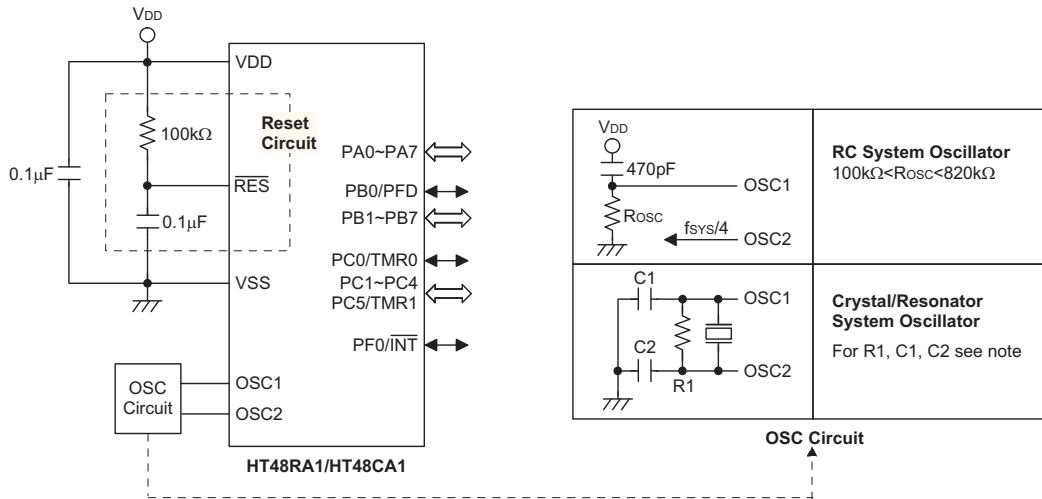 VDD
VDD
100kΩ
Reset
Circuit
0.1μF
RES
0.1μF
VSS
PA0~PA7
PB0/PFD
PB1~PB7
PC0/TMR0
PC1~PC4
PC5/TMR1
PF0/INT
OSC
Circuit
OSC1
OSC2
HT48RA1/HT48CA1
VDD
470pF
OSC1
ROSC
fSYS/4
OSC2
RC System Oscillator
100kΩ<ROSC<820kΩ
C1
OSC1
C2
R1
OSC2
Crystal/Resonator
System Oscillator
For R1, C1, C2 see note
OSC Circuit